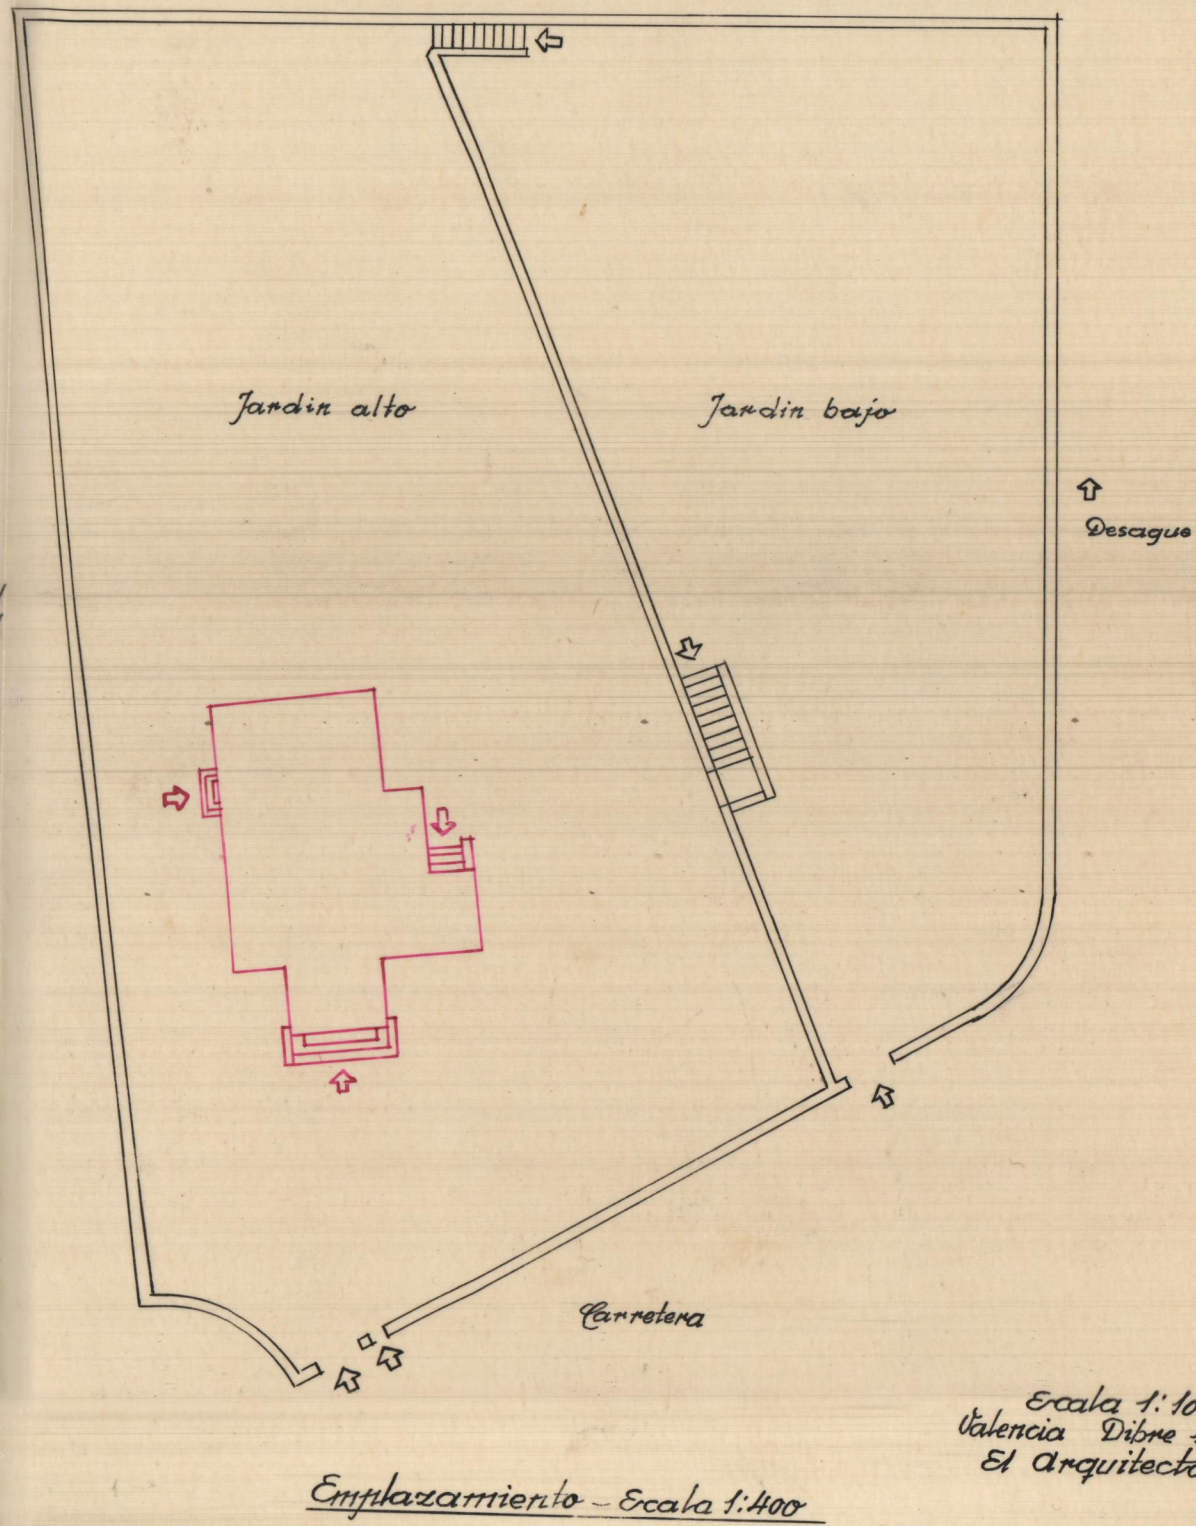 Jardin alto
Jardin bajo
Desague
Carretera
Escala 1:10
Valencia Dibre
El Arquitecto
Emplazamiento - Escala 1:400